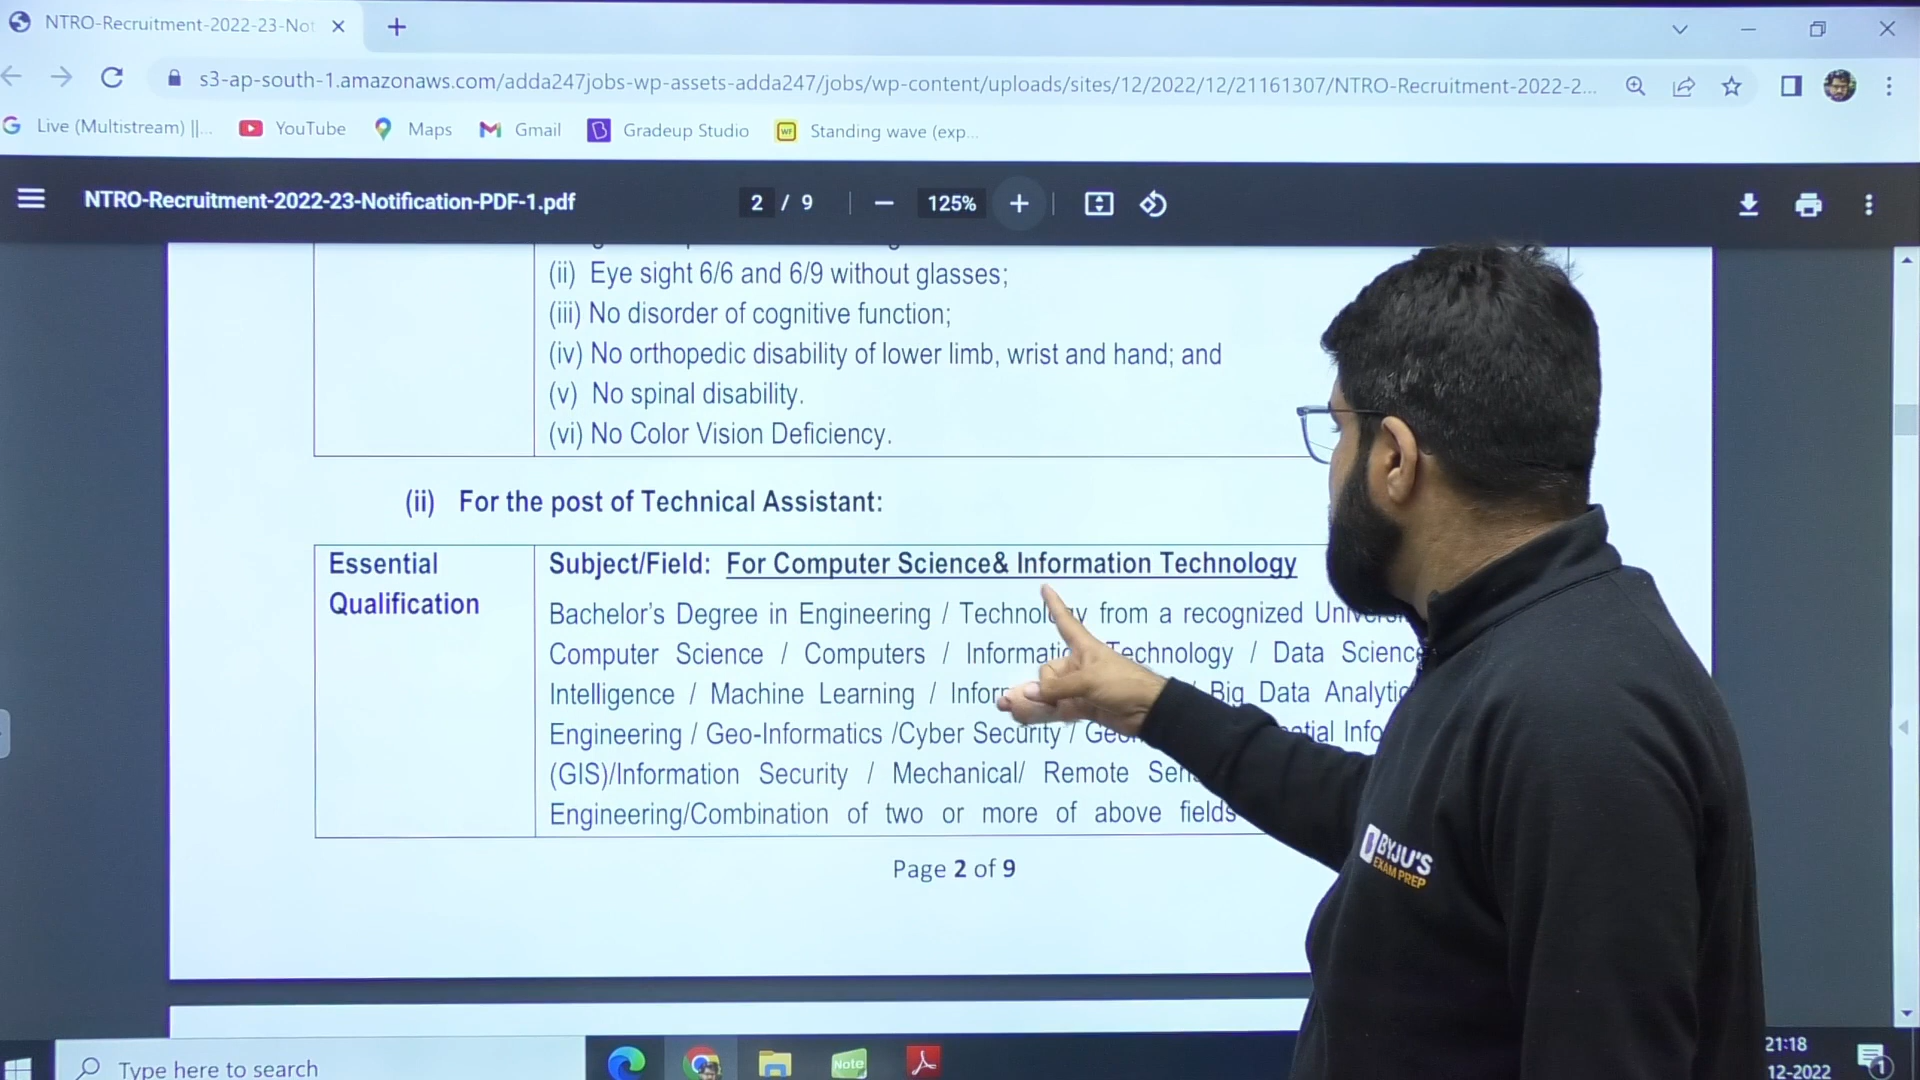 NTRO-Recruitment-2022-23-Not
s3-ap-south-1.amazonaws.com/adda247jobs-wp-assets-adda247/jobs/wp-content/uploads/sites/12/2022/12/21161307/NTRO-Recruitment-2022-2...
Live (Multistream) ||... YouTube Maps Gmail Gradeup Studio WF Standing wave (exp...
NTRO-Recruitment-2022-23-Notification-PDF-1.pdf 2 / 9 125%
(ii) Eye sight 6/6 and 6/9 without glasses;
(iii) No disorder of cognitive function;
(iv) No orthopedic disability of lower limb, wrist and hand; and
(v) No spinal disability.
(vi) No Color Vision Deficiency.
(ii) For the post of Technical Assistant:
Essential Qualification
Subject/Field: For Computer Science& Information Technology
Bachelor's Degree in Engineering / Technology from a recognized
Computer Science / Computers / Information Technology / Data Science
Intelligence / Machine Learning / Big Data
Engineering / Geo-Informatics /Cyber Security /
(GIS)/Information Security / Mechanical/ Remote
Engineering/Combination of two or more of above fields
Page 2 of 9
BYJU'S
EXAM PREP
Type here to search
Note
21:18
12-2022
1